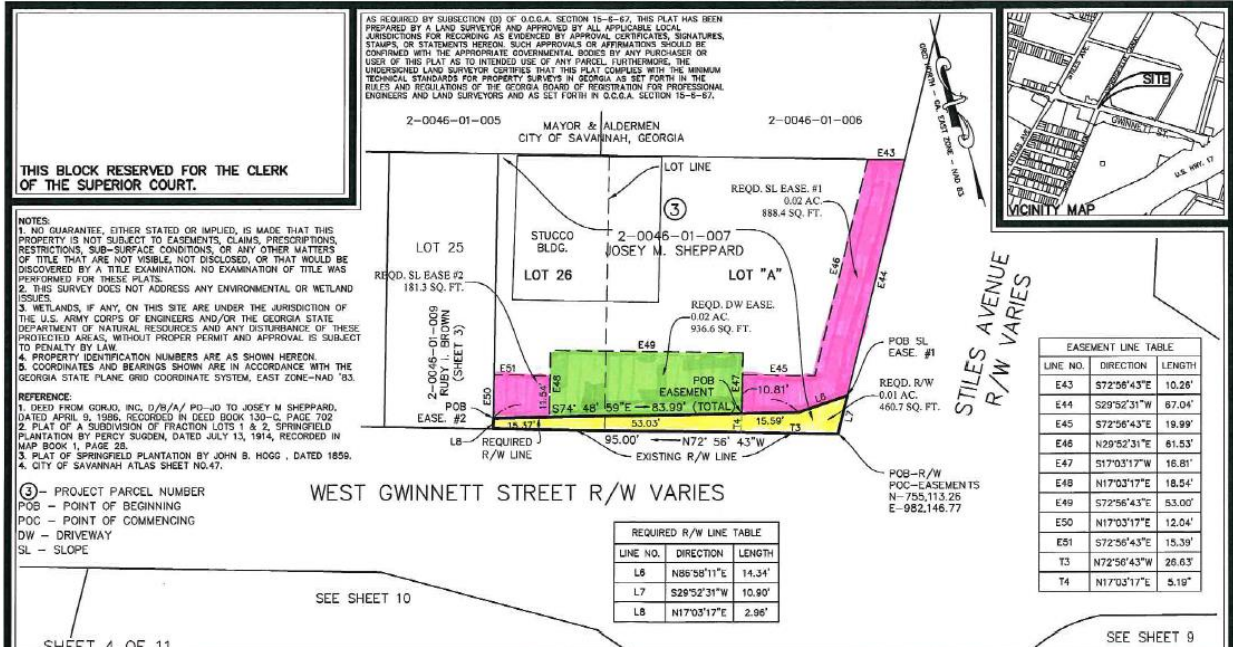 AS REQUIRED BY SUBSECTION (D) OF O.C.G.A. SECTION 15-6-67, THIS PLAT HAS BEEN
PREPARED BY A LAND SURVEYOR AND APPROVED BY ALL APPLICABLE LOCAL
JURISDICTIONS FOR RECORDING AS EVIDENCED BY APPROVAL CERTIFICATES, SIGNATURES,
STAMPS, OR STATEMENTS HEREON. SUCH APPROVALS OR AFFIRMATIONS SHOULD BE
CONFIRMED WITH THE APPROPRIATE GOVERNMENTAL BODIES BY ANY PURCHASER OR
USER OF THIS PLAT AS TO INTENDED USE OF ANY PARCEL. FURTHERMORE, THE
UNDERSIGNED LAND SURVEYOR CERTIFIES THAT THIS PLAT COMPLIES WITH THE MINIMUM
TECHNICAL STANDARDS FOR PROPERTY SURVEYS IN GEORGIA AS SET FORTH IN THE
RULES AND REGULATIONS OF THE GEORGIA BOARD OF REGISTRATION FOR PROFESSIONAL
ENGINEERS AND LAND SURVEYORS AND AS SET FORTH IN O.C.G.A. SECTION 15-6-67.
THIS BLOCK RESERVED FOR THE CLERK
OF THE SUPERIOR COURT.
NOTES:
1. NO GUARANTEE, EITHER STATED OR IMPLIED, IS MADE THAT THIS
PROPERTY IS NOT SUBJECT TO EASEMENTS, CLAIMS, PRESCRIPTIONS,
RESTRICTIONS, SUB-SURFACE CONDITIONS, OR ANY OTHER MATTERS
OF TITLE THAT ARE NOT VISIBLE, NOT DISCLOSED, OR THAT WOULD BE
DISCOVERED BY A TITLE EXAMINATION. NO EXAMINATION OF TITLE WAS
PERFORMED FOR THESE PLATS.
2. THIS SURVEY DOES NOT ADDRESS ANY ENVIRONMENTAL OR WETLAND
ISSUES.
3. WETLANDS, IF ANY, ON THIS SITE ARE UNDER THE JURISDICTION OF
THE U.S. ARMY CORPS OF ENGINEERS AND/OR THE GEORGIA STATE
DEPARTMENT OF NATURAL RESOURCES AND ANY DISTURBANCE OF THESE
PROTECTED AREAS, WITHOUT PROPER PERMIT AND APPROVAL IS SUBJECT
TO PENALTY BY LAW.
4. PROPERTY IDENTIFICATION NUMBERS ARE AS SHOWN HEREON.
5. COORDINATES AND BEARINGS SHOWN ARE IN ACCORDANCE WITH THE
GEORGIA STATE PLANE GRID COORDINATE SYSTEM, EAST ZONE-NAD '83.
REFERENCE:
1. DEED FROM GORJO, INC, D/B/A/ PO-JO TO JOSEY M SHEPPARD,
DATED APRIL 9, 1986, RECORDED IN DEED BOOK 130-C, PAGE 702
2. PLAT OF A SUBDIVISION OF FRACTION LOTS 1 & 2, SPRINGFIELD
PLANTATION BY PERCY SUGDEN, DATED JULY 13, 1914, RECORDED IN
MAP BOOK 1, PAGE 28.
3. PLAT OF SPRINGFIELD PLANTATION BY JOHN B. HOGG , DATED 1859.
4. CITY OF SAVANNAH ATLAS SHEET NO.47.
③- PROJECT PARCEL NUMBER
POB - POINT OF BEGINNING
POC - POINT OF COMMENCING
DW - DRIVEWAY
SL - SLOPE
2-0046-01-005
MAYOR & ALDERMEN
CITY OF SAVANNAH, GEORGIA
2-0046-01-006
LOT LINE
E43
REQD. SL EASE. #1
0.02 AC.
888.4 SQ. FT.
③
STUCCO
BLDG.
2-0046-01-007
JOSEY M. SHEPPARD
LOT 25
LOT 26
LOT "A"
REQD. SL EASE #2
181.3 SQ. FT.
E46
E44
2-0046-01-009
RUBY I. BROWN
(SHEET 3)
REQD. DW EASE.
0.02 AC.
936.6 SQ. FT.
E49
E51
E45
E50
11.54'
E48
E47
10.81'
POB
EASEMENT
POB SL
EASE. #1
REQD. R/W
0.01 AC.
460.7 SQ. FT.
POB
EASE. #2
S74° 48' 59"E - 83.99' (TOTAL)
15.37'
53.03'
T4
15.59'
T3
L6
L7
L8
REQUIRED
R/W LINE
95.00'
N72° 56' 43"W
EXISTING R/W LINE
POB-R/W
POC-EASEMENTS
N-755,113.26
E-982,146.77
WEST GWINNETT STREET R/W VARIES
STILES AVENUE
R/W VARIES
GRID NORTH - GA. EAST ZONE - NAD 83
SITE
STILES AVE
GWINNETT ST.
U.S. HWY. 17
VICINITY MAP
REQUIRED R/W LINE TABLE
LINE NO. DIRECTION LENGTH
L6 N86°58'11"E 14.34'
L7 S29°52'31"W 10.90'
L8 N17°03'17"E 2.96'
EASEMENT LINE TABLE
LINE NO. DIRECTION LENGTH
E43 S72°56'43"E 10.26'
E44 S29°52'31"W 67.04'
E45 S72°56'43"E 19.99'
E46 N29°52'31"E 61.53'
E47 S17°03'17"W 16.81'
E48 N17°03'17"E 18.54'
E49 S72°56'43"E 53.00'
E50 N17°03'17"E 12.04'
E51 S72°56'43"E 15.39'
T3 N72°56'43"W 26.63'
T4 N17°03'17"E 5.19"
SEE SHEET 10
SHEET 4 OF 11
SEE SHEET 9